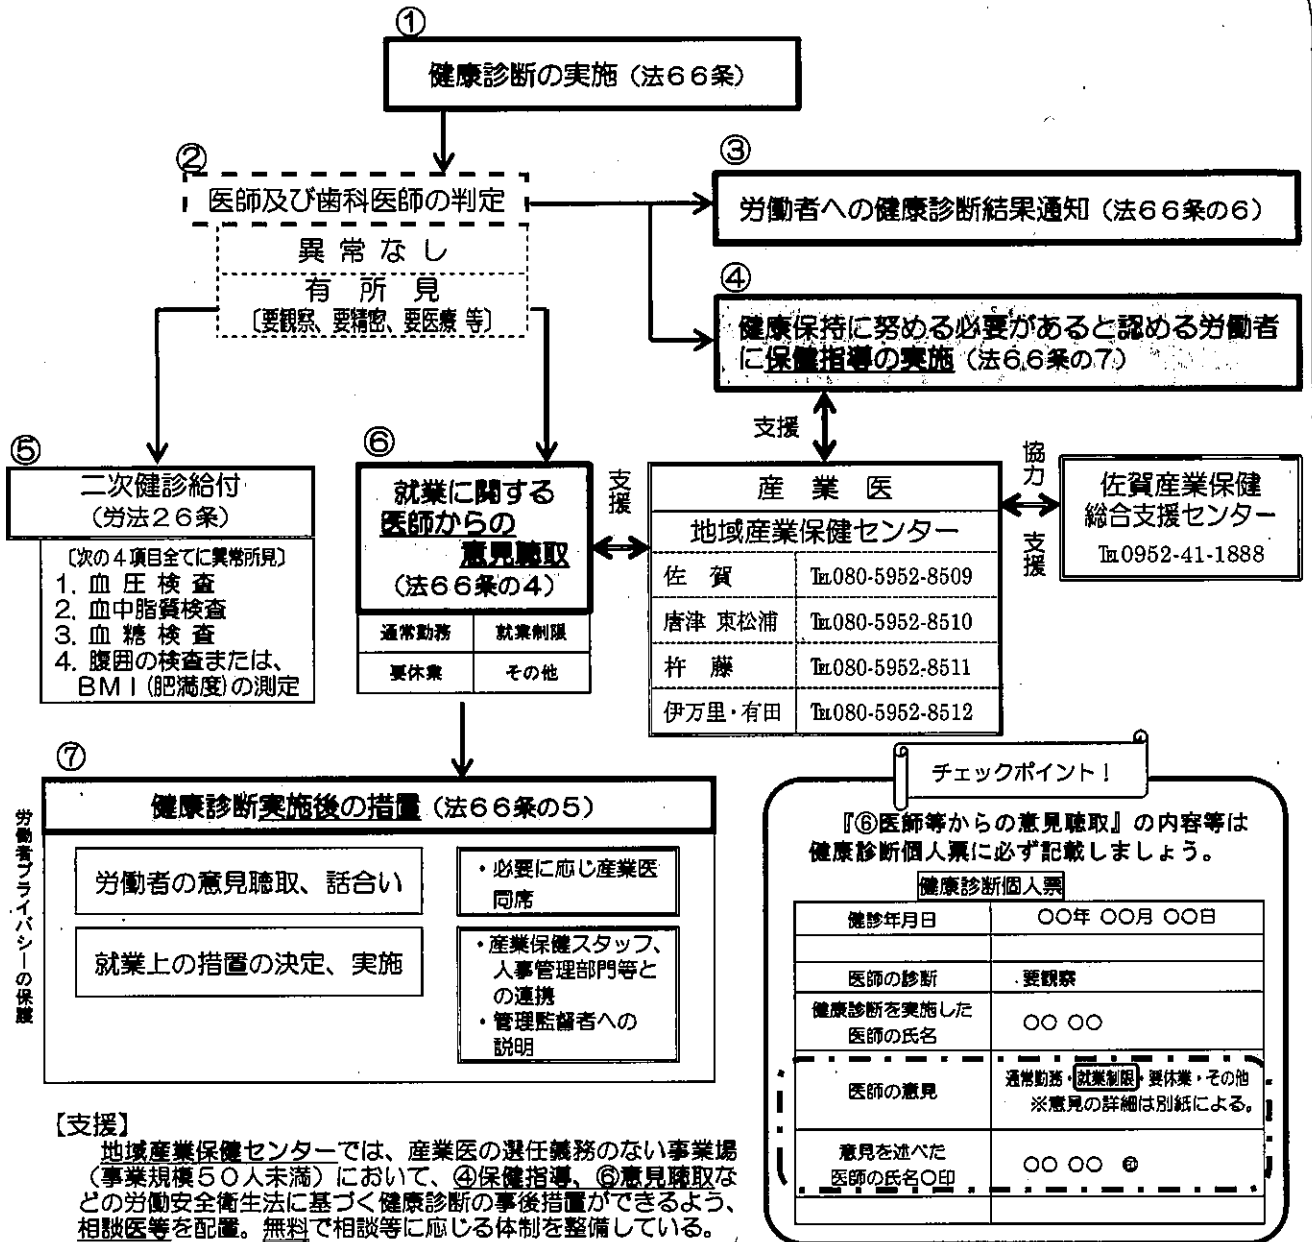 ①
健康診断の実施（法６６条）
②
医師及び歯科医師の判定
異 常 な し
有 所 見
〔要観察、要精密、要医療 等〕
③
労働者への健康診断結果通知（法６６条の６）
④
健康保持に努める必要があると認める労働者
に保健指導の実施（法６６条の７）
支援
⑤
二次健診給付
（労法２６条）
〔次の４項目全てに異常所見〕
1. 血 圧 検 査
2. 血中脂質検査
3. 血 糖 検 査
4. 腹囲の検査または、
ＢＭＩ(肥満度)の測定
⑥
就業に関する
医師からの
意見聴取
（法６６条の４）
通常勤務 就業制限
要休業 その他
支援
産 業 医
地域産業保健センター
佐 賀 ℡080-5952-8509
唐津 東松浦 ℡080-5952-8510
杵 藤 ℡080-5952-8511
伊万里・有田 ℡080-5952-8512
協力
支援
佐賀産業保健
総合支援センター
℡0952-41-1888
⑦
健康診断実施後の措置（法６６条の５）
労働者プライバシーの保護
労働者の意見聴取、話合い
・必要に応じ産業医
同席
就業上の措置の決定、実施
・産業保健スタッフ、
人事管理部門等と
の連携
・管理監督者への
説明
チェックポイント！
『⑥医師等からの意見聴取』の内容等は
健康診断個人票に必ず記載しましょう。
健康診断個人票
健診年月日 〇〇年 〇〇月 〇〇日
医師の診断 要観察
健康診断を実施した
医師の氏名 〇〇 〇〇
医師の意見 通常勤務・就業制限・要休業・その他
※意見の詳細は別紙による。
意見を述べた
医師の氏名〇印 〇〇 〇〇 ㊞
【支援】
地域産業保健センターでは、産業医の選任義務のない事業場
（事業規模５０人未満）において、④保健指導、⑥意見聴取な
どの労働安全衛生法に基づく健康診断の事後措置ができるよう、
相談医等を配置。無料で相談等に応じる体制を整備している。